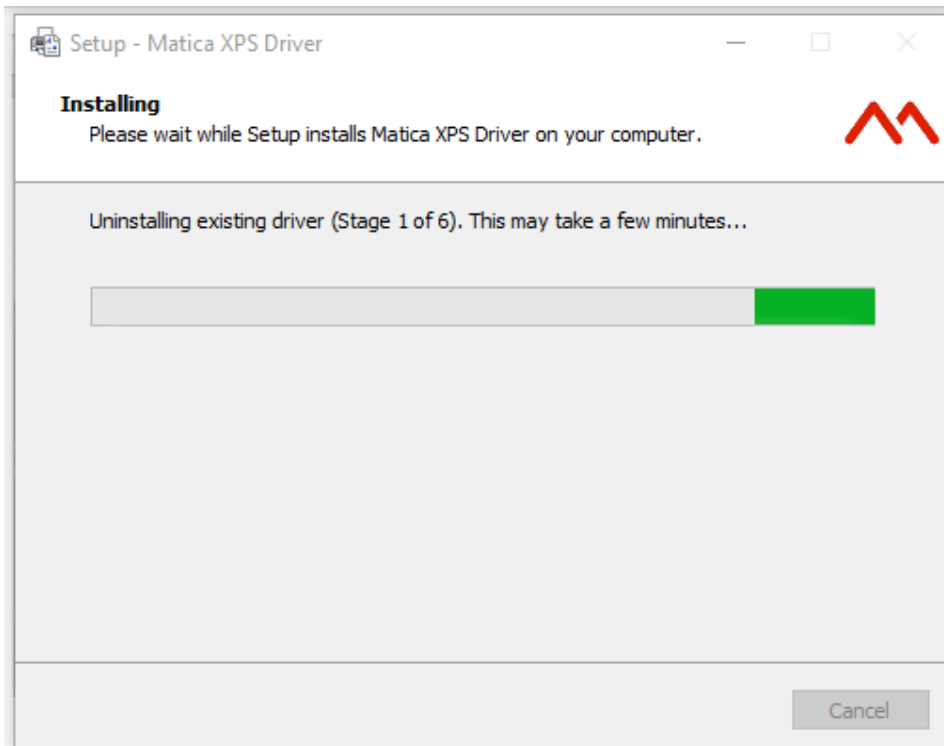 Setup - Matica XPS Driver
Installing
Please wait while Setup installs Matica XPS Driver on your computer.
Uninstalling existing driver (Stage 1 of 6). This may take a few minutes...
Cancel